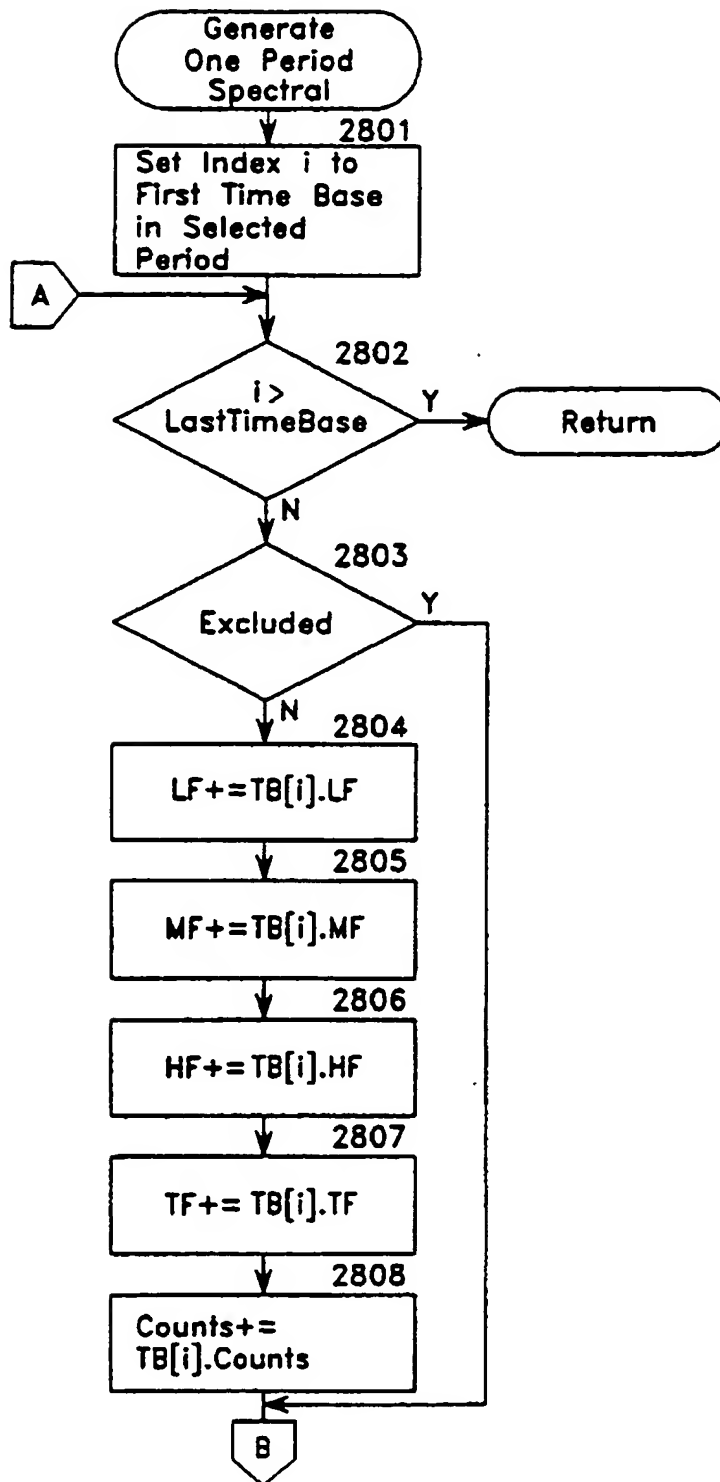 Generate
One Period
Spectral
2801
Set Index i to
First Time Base
in Selected
Period
A
2802
i >
LastTimeBase
Y
Return
N
2803
Excluded
Y
N
2804
LF+=TB[i].LF
2805
MF+=TB[i].MF
2806
HF+=TB[i].HF
2807
TF+= TB[i].TF
2808
Counts+=
TB[i].Counts
B